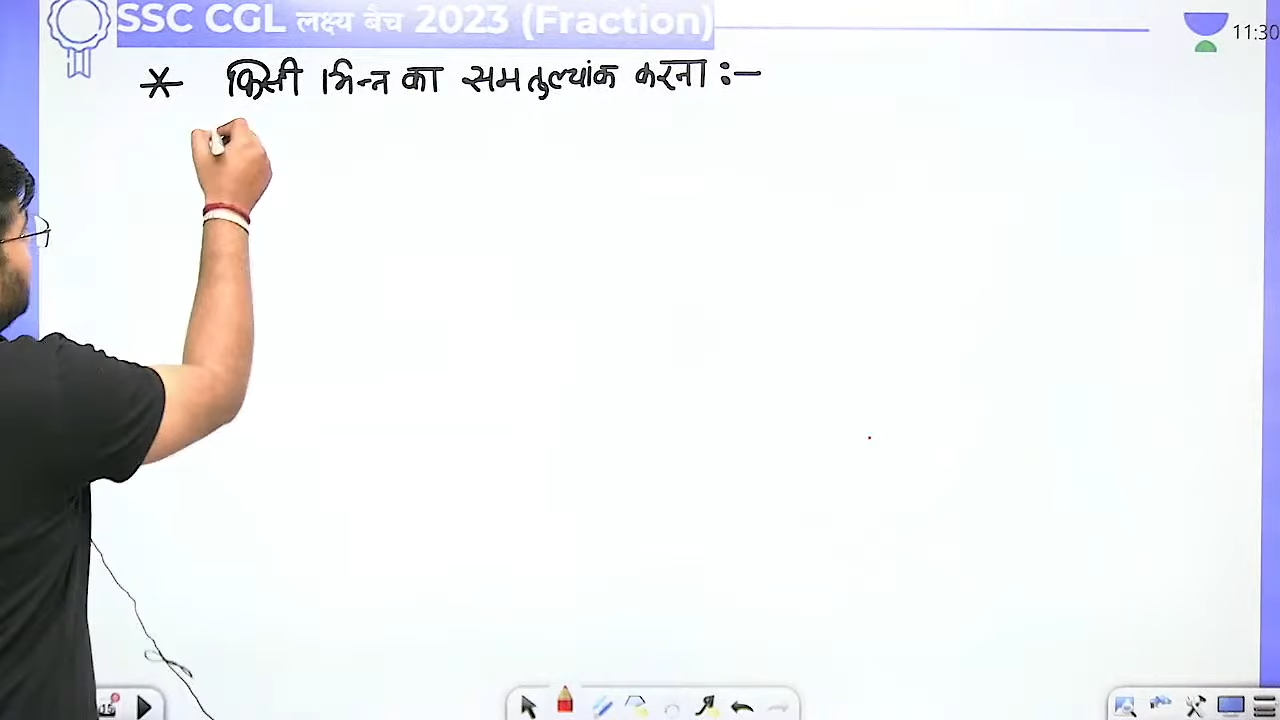 SSC CGL लक्ष्य बेच 2023 (Fraction)
11:30
* किसी भिन्न का समतुल्यांक करना :-